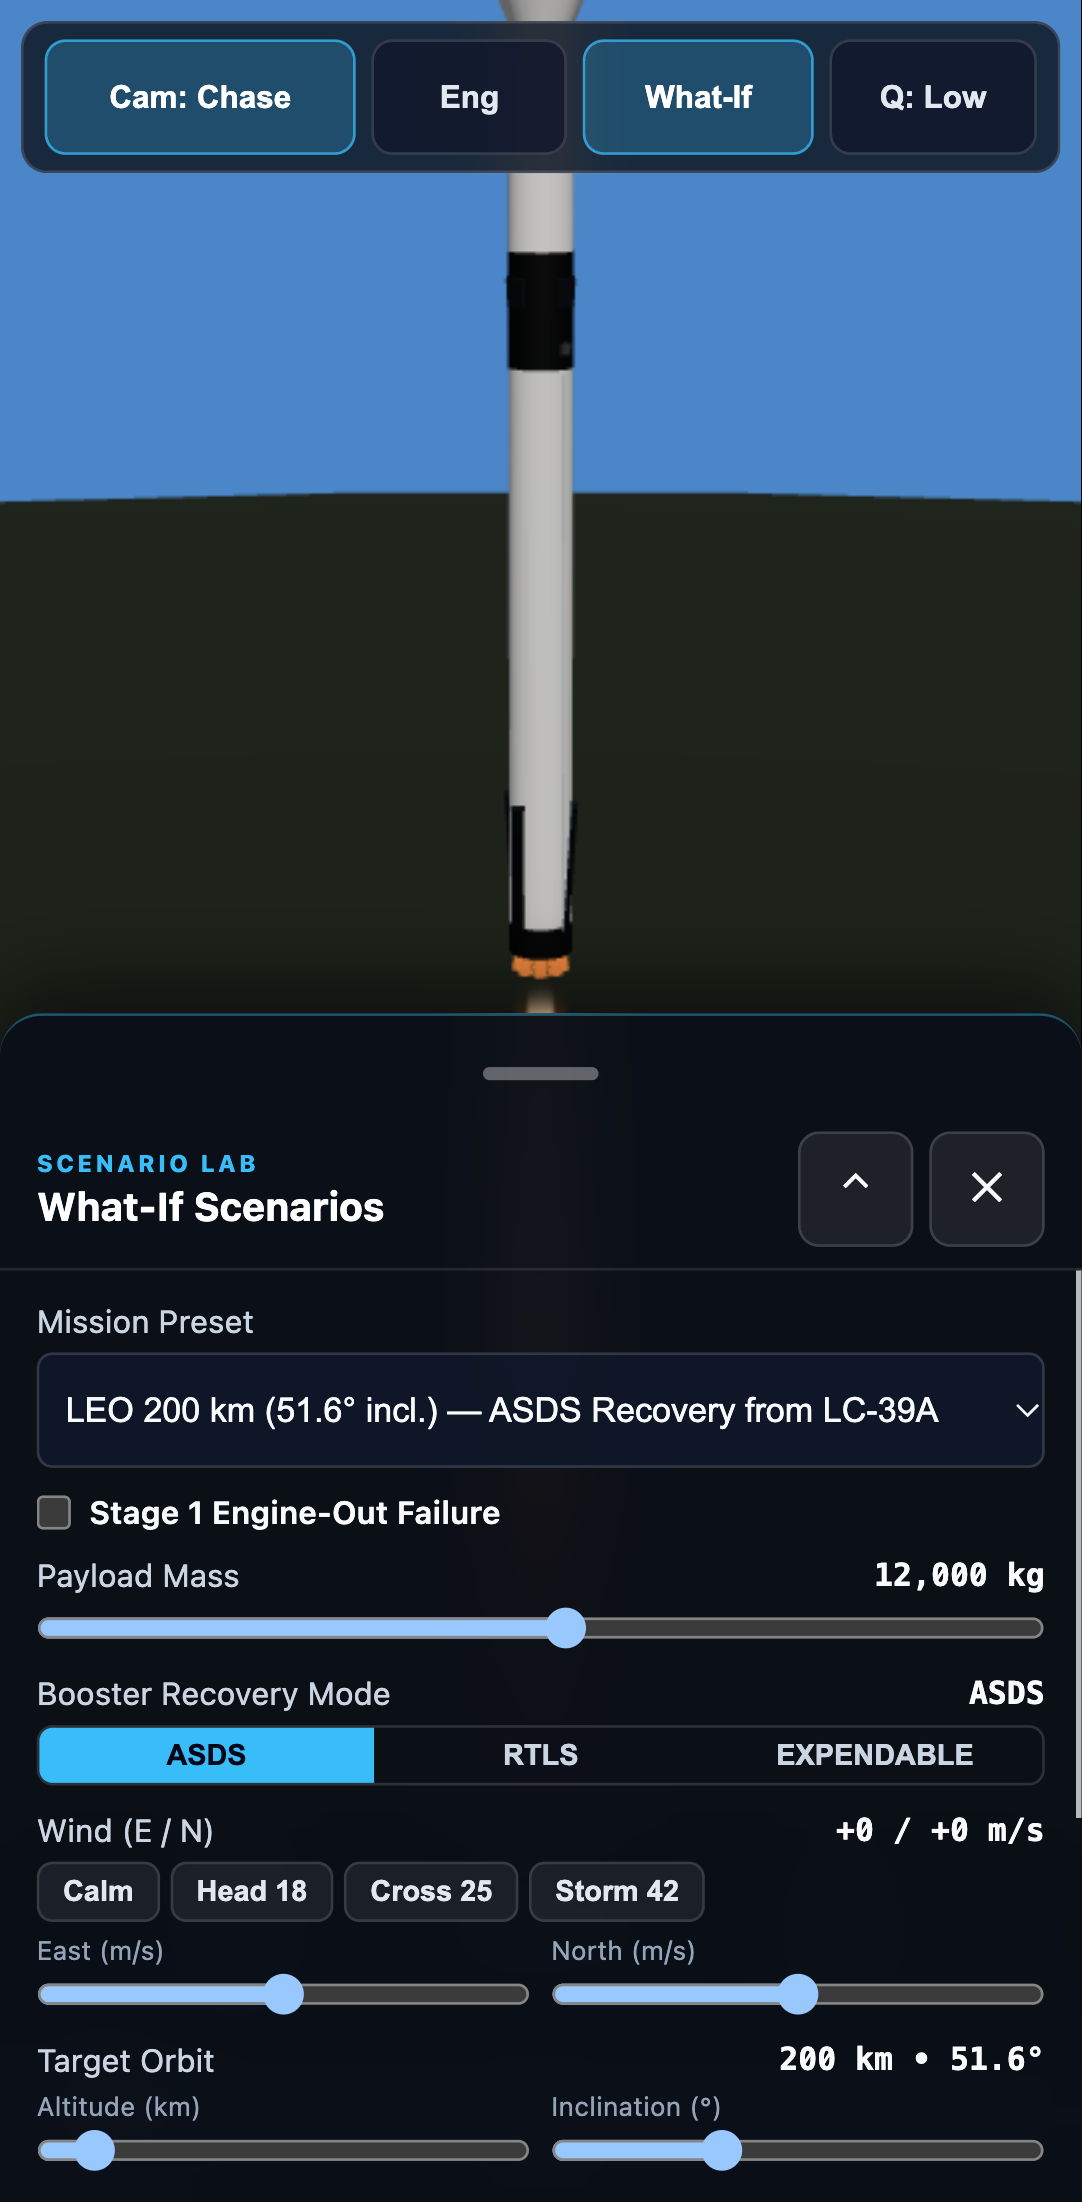 Cam: Chase Eng What-If Q: Low
SCENARIO LAB
What-If Scenarios
Mission Preset
LEO 200 km (51.6° incl.) — ASDS Recovery from LC-39A
Stage 1 Engine-Out Failure
Payload Mass 12,000 kg
Booster Recovery Mode ASDS
ASDS RTLS EXPENDABLE
Wind (E / N) +0 / +0 m/s
Calm Head 18 Cross 25 Storm 42
East (m/s) North (m/s)
Target Orbit 200 km • 51.6°
Altitude (km) Inclination (°)